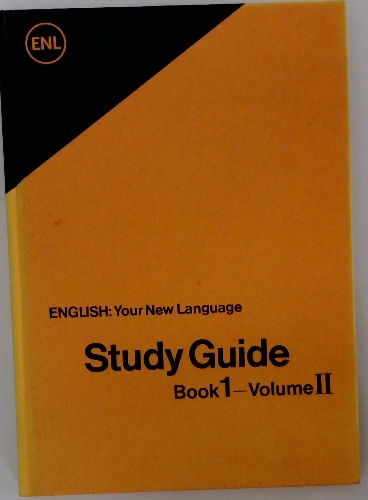 ENL
ENGLISH: Your New Language
Study Guide
Book 1—Volume II